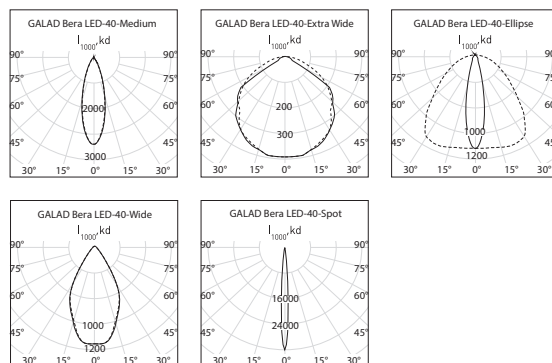 GALAD Bera LED-40-Medium
I1000, kd
90° 90°
75° 75°
60° 60°
2000
45° 45°
3000
30° 15° 0° 15° 30°
GALAD Bera LED-40-Extra Wide
I1000, kd
90° 90°
75° 75°
60° 60°
200
300
45° 45°
30° 15° 0° 15° 30°
GALAD Bera LED-40-Ellipse
I1000, kd
90° 90°
75° 75°
60° 60°
1000
45° 45°
1200
30° 15° 0° 15° 30°
GALAD Bera LED-40-Wide
I1000, kd
90° 90°
75° 75°
60° 60°
1000
45° 45°
1200
30° 15° 0° 15° 30°
GALAD Bera LED-40-Spot
I1000, kd
90° 90°
75° 75°
60° 60°
16000
24000
45° 45°
30° 15° 0° 15° 30°